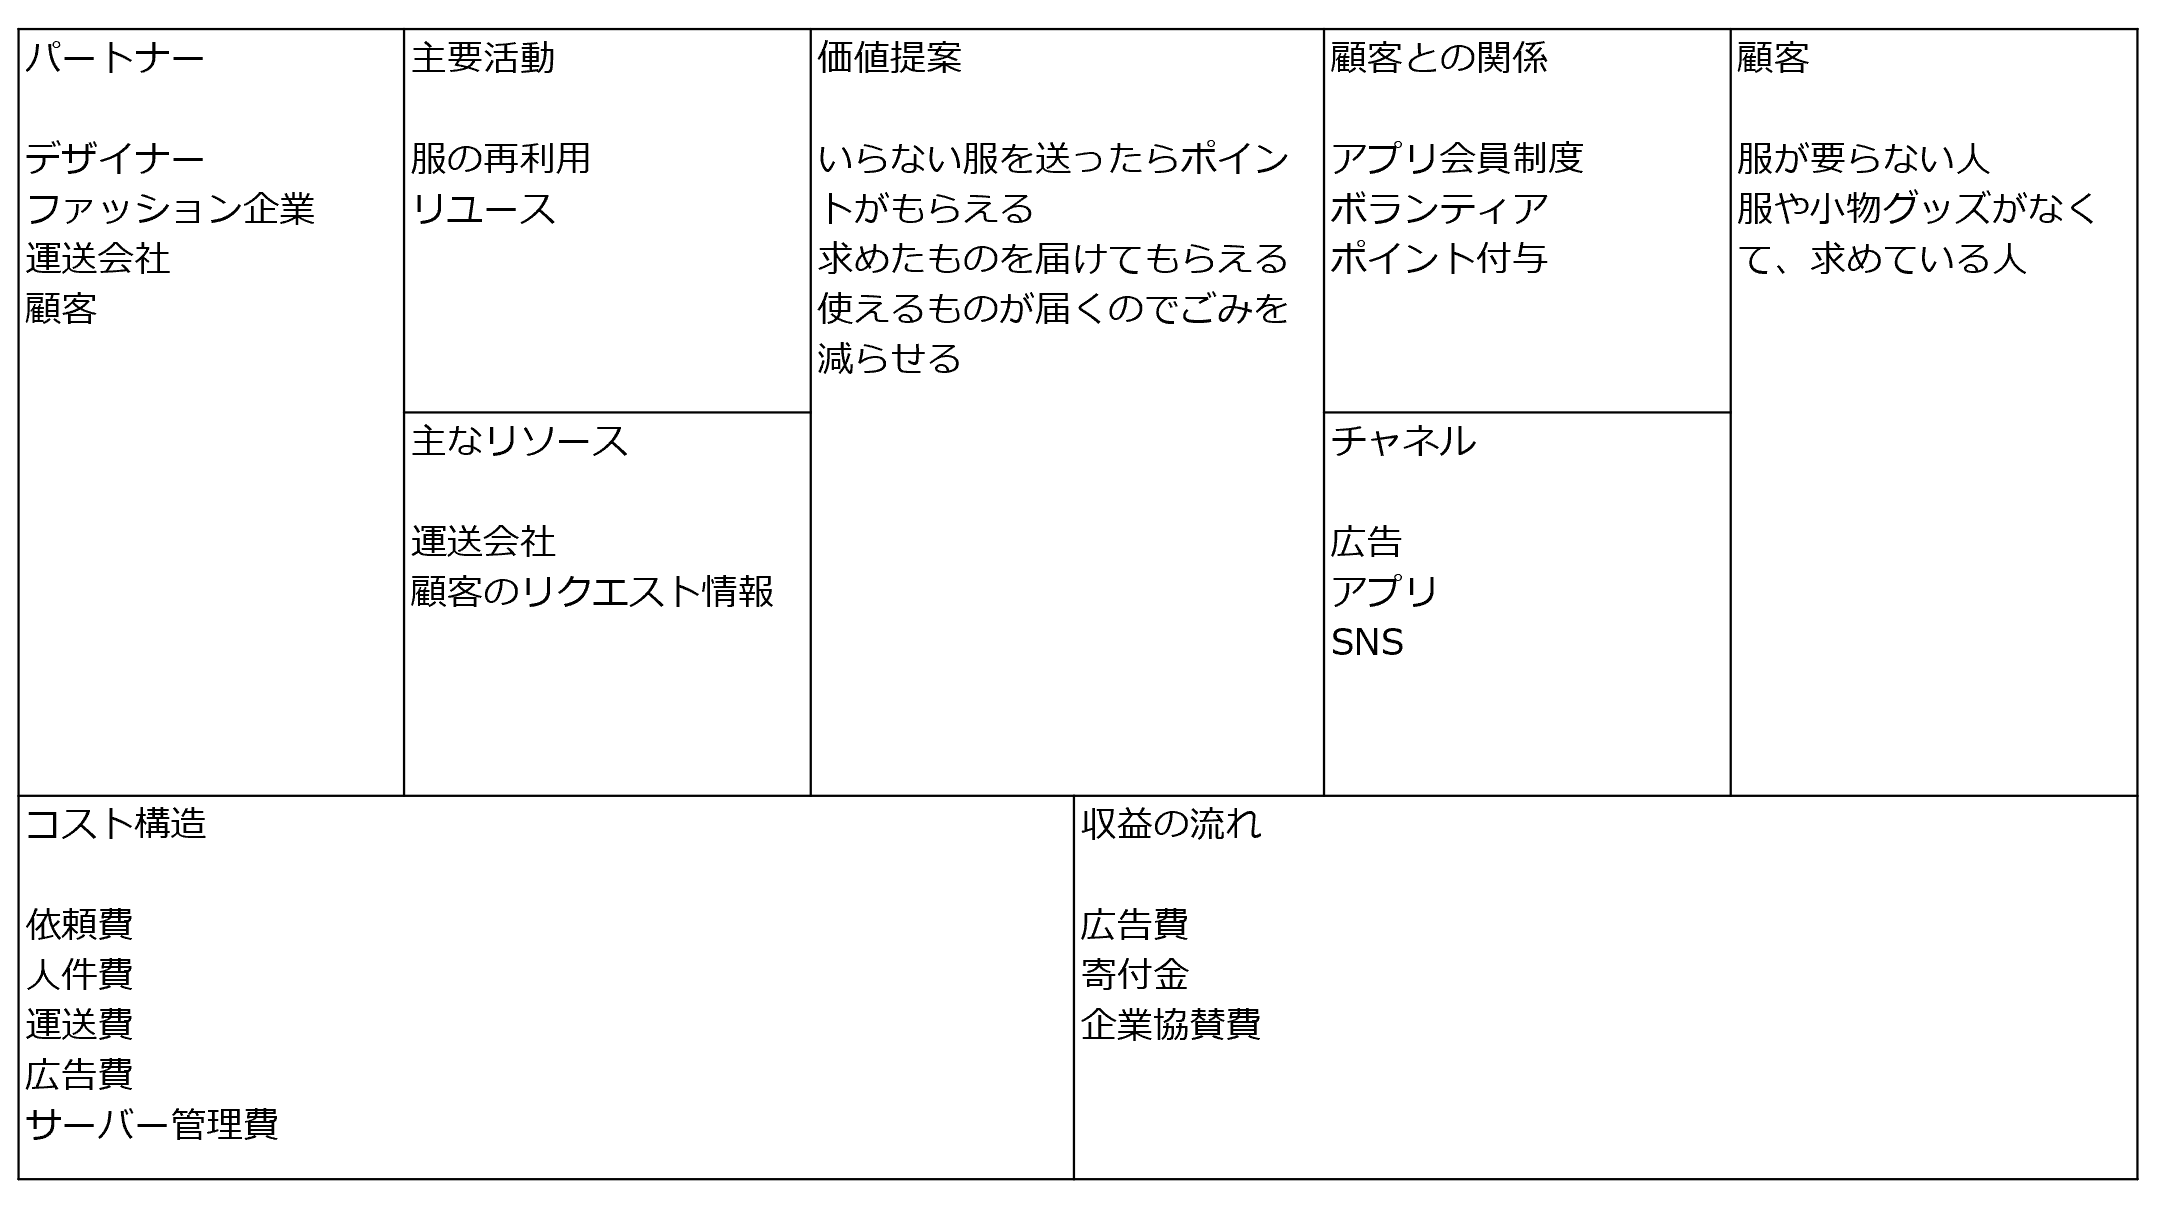 パートナー
デザイナー
ファッション企業
運送会社
顧客
主要活動
服の再利用
リユース
主なリソース
運送会社
顧客のリクエスト情報
価値提案
いらない服を送ったらポイン
トがもらえる
求めたものを届けてもらえる
使えるものが届くのでごみを
減らせる
顧客との関係
アプリ会員制度
ボランティア
ポイント付与
チャネル
広告
アプリ
SNS
顧客
服が要らない人
服や小物グッズがなく
て、求めている人
コスト構造
依頼費
人件費
運送費
広告費
サーバー管理費
収益の流れ
広告費
寄付金
企業協賛費